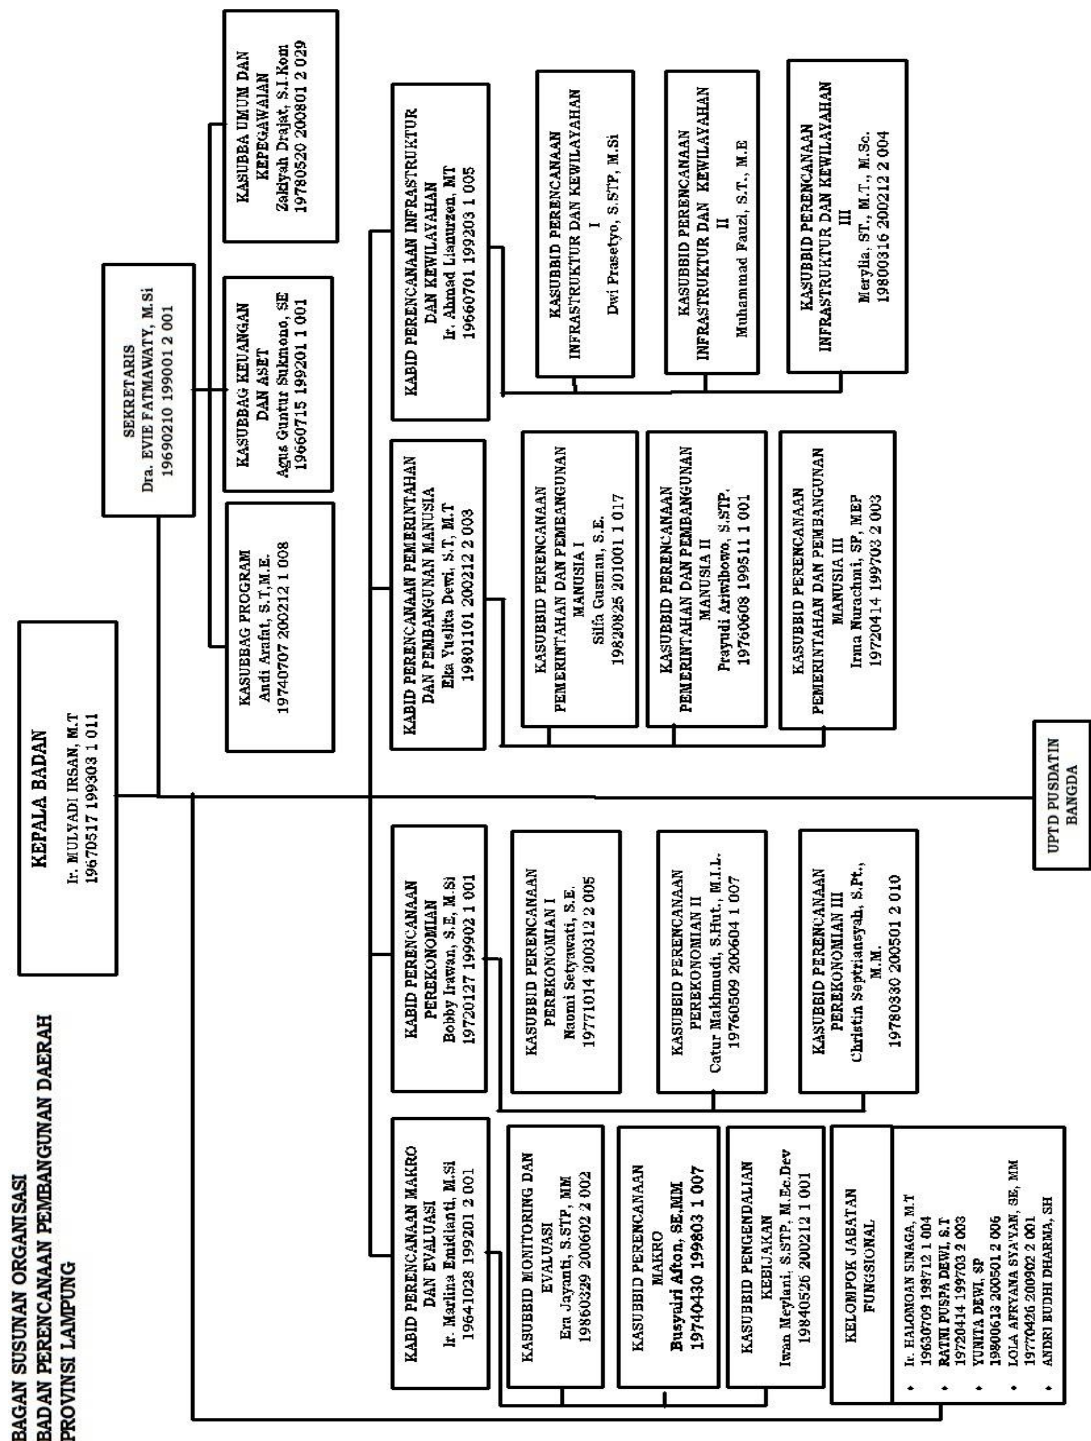 BAGAN SUSUNAN ORGANISASI
BADAN PERENCANAAN PEMBANGUNAN DAERAH
PROVINSI LAMPUNG
KEPALA BADAN
Ir. MULYADI IRSAN, M.T
19670517 199303 1 011
SEKRETARIS
Dra. EVIE FATMAWATY, M.Si
19690210 199001 2 001
KASUBBAG PROGRAM
Andi Arafat, S.T,M.E.
19740707 200212 1 008
KASUBBAG KEUANGAN
DAN ASET
Agus Guntur Sukmono, SE
19660715 199201 1 001
KASUBBA UMUM DAN
KEPEGAWAIAN
Zakiyah Drajat, S.I.Kom
19780520 200801 2 029
KABID PERENCANAAN MAKRO
DAN EVALUASI
Ir. Marlina Emidianti, M.Si
19641028 199201 2 001
KASUBBID MONITORING DAN
EVALUASI
Era Jayanti, S.STP, MM
19860329 200602 2 002
KASUBBID PERENCANAAN
MAKRO
Busyairi Afton, SE,MM
19740430 199803 1 007
KASUBBID PENGENDALIAN
KEBIJAKAN
Iwan Meylani, S.STP, M.Ec.Dev
19840526 200212 1 001
KELOMPOK JABATAN
FUNGSIONAL
• Ir. HALOMOAN SINAGA, M.T
19630709 198712 1 004
• RATNI PUSPA DEWI, S.T
19720414 199703 2 003
• YUNITA DEWI, SP
19800613 200501 2 006
• LOLA AFRYANA SYA'YAN, SE, MM
19770426 200902 2 001
• ANDRI BUDHI DHARMA, SH
KABID PERENCANAAN
PEREKONOMIAN
Bobby Irawan, S.E, M.Si
19720127 199902 1 001
KASUBBID PERENCANAAN
PEREKONOMIAN I
Naomi Setyawati, S.E.
19771014 200312 2 005
KASUBBID PERENCANAAN
PEREKONOMIAN II
Catur Makhmudi, S.Hut., M.I.L.
19760509 200604 1 007
KASUBBID PERENCANAAN
PEREKONOMIAN III
Christin Septriansyah, S.Pt.,
M.M.
19780330 200501 2 010
KABID PERENCANAAN PEMERINTAHAN
DAN PEMBANGUNAN MANUSIA
Eka Yuslita Dewi, S.T, M.T
19801101 200212 2 003
KASUBBID PERENCANAAN
PEMERINTAHAN DAN PEMBANGUNAN
MANUSIA I
Silfa Gusman, S.E.
19820825 201001 1 017
KASUBBID PERENCANAAN
PEMERINTAHAN DAN PEMBANGUNAN
MANUSIA II
Prayudi Ariwibowo, S.STP.
19760608 199511 1 001
KASUBBID PERENCANAAN
PEMERINTAHAN DAN PEMBANGUNAN
MANUSIA III
Irma Nurachmi, SP, MEP
19720414 199703 2 003
KABID PERENCANAAN INFRASTRUKTUR
DAN KEWILAYAHAN
Ir. Ahmad Lianurzen, MT
19660701 199203 1 005
KASUBBID PERENCANAAN
INFRASTRUKTUR DAN KEWILAYAHAN
I
Dwi Prasetyo, S.STP, M.Si
KASUBBID PERENCANAAN
INFRASTRUKTUR DAN KEWILAYAHAN
II
Muhammad Fauzi, S.T., M.E
KASUBBID PERENCANAAN
INFRASTRUKTUR DAN KEWILAYAHAN
III
Merylia, ST., M.T., M.Sc.
19800316 200212 2 004
UPTD PUSDATIN
BANGDA